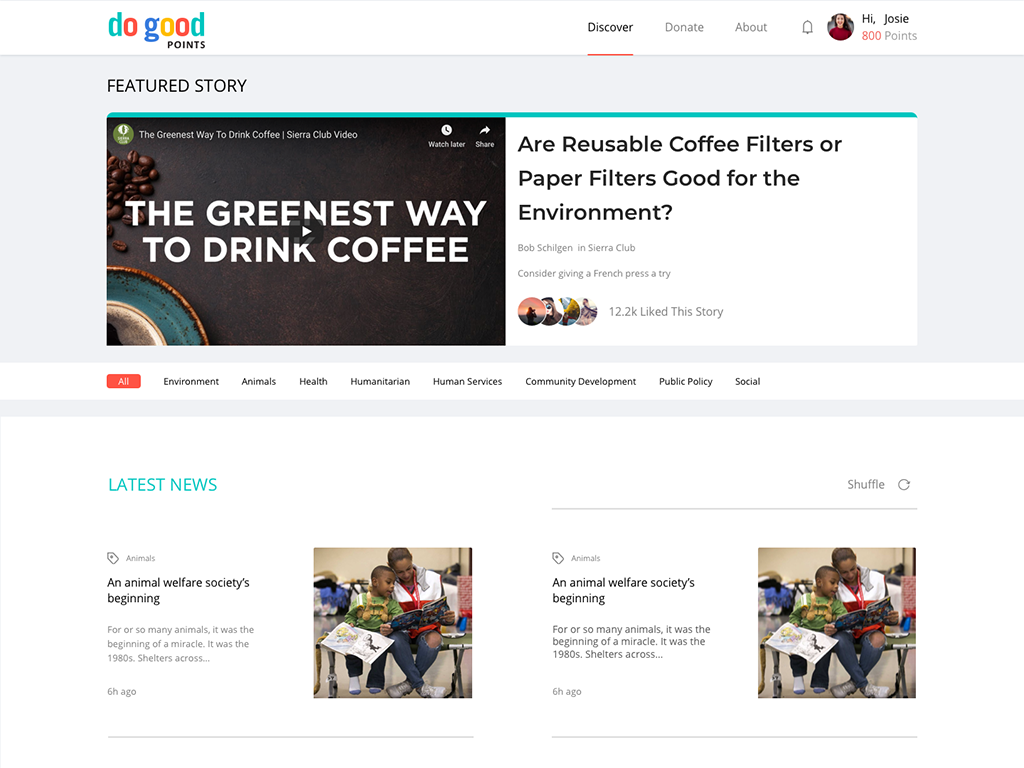 do good
POINTS
Discover
Donate
About
Hi, Josie
800 Points
FEATURED STORY
The Greenest Way To Drink Coffee | Sierra Club Video
Watch later
Share
THE GREENEST WAY
TO DRINK COFFEE
Are Reusable Coffee Filters or
Paper Filters Good for the
Environment?
Bob Schilgen in Sierra Club
Consider giving a French press a try
12.2k Liked This Story
All
Environment
Animals
Health
Humanitarian
Human Services
Community Development
Public Policy
Social
LATEST NEWS
Shuffle
Animals
An animal welfare society’s
beginning
For or so many animals, it was the
beginning of a miracle. It was the
1980s. Shelters across...
6h ago
Animals
An animal welfare society’s
beginning
For or so many animals, it was the
beginning of a miracle. It was the
1980s. Shelters across...
6h ago